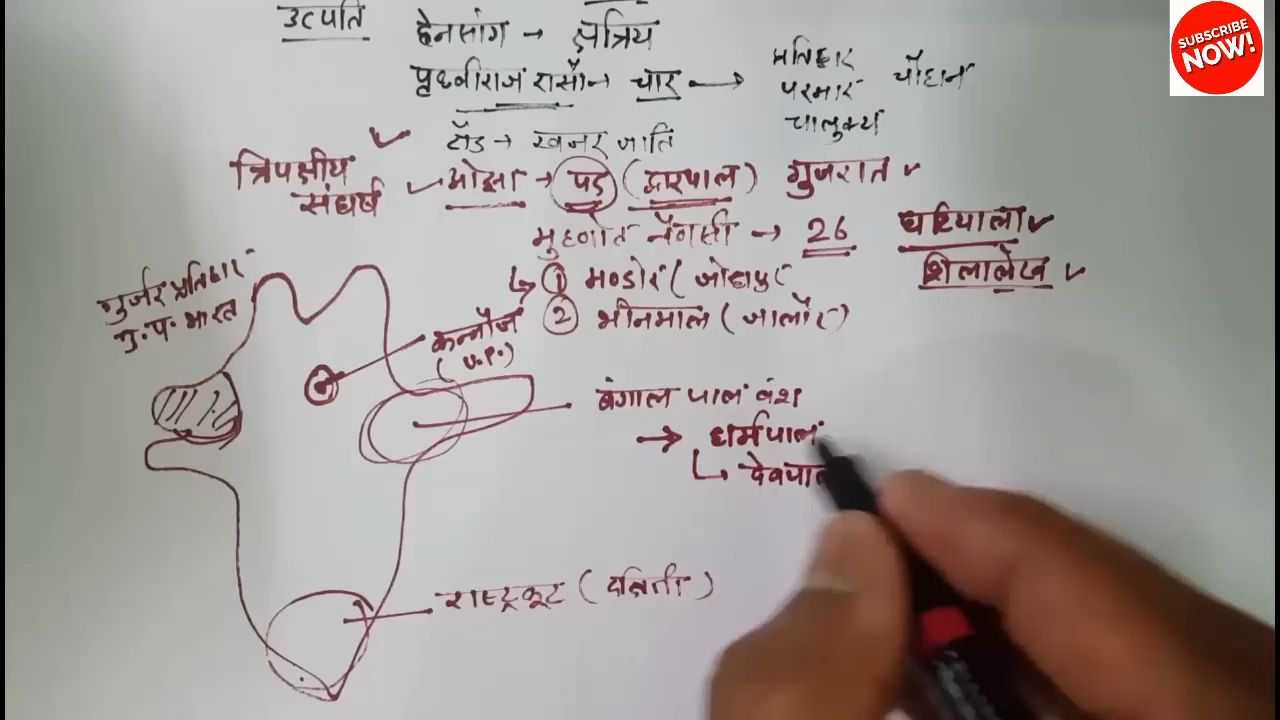 उत्पति
हेनसांग → क्षत्रिय
पृथ्वीराज रासौ → चार →
प्रतिहार
परमार
चालुक्य
चौहान
टॉड → खजर जाति
त्रिपक्षीय
संघर्ष
ओझा → पद (द्वारपाल) गुजरात
मुहणोत नैणसी → 26
घटियाला
शिलालेख
① मण्डोर (जोधपुर
② भीनमाल (जालौर)
गुर्जर प्रतिहार
उ.प. भारत
कन्नौज
(U.P.)
बंगाल पाल वंश
→ धर्मपाल
देवपाल
राष्ट्रकूट (दक्षिणी)
SUBSCRIBE
NOW!